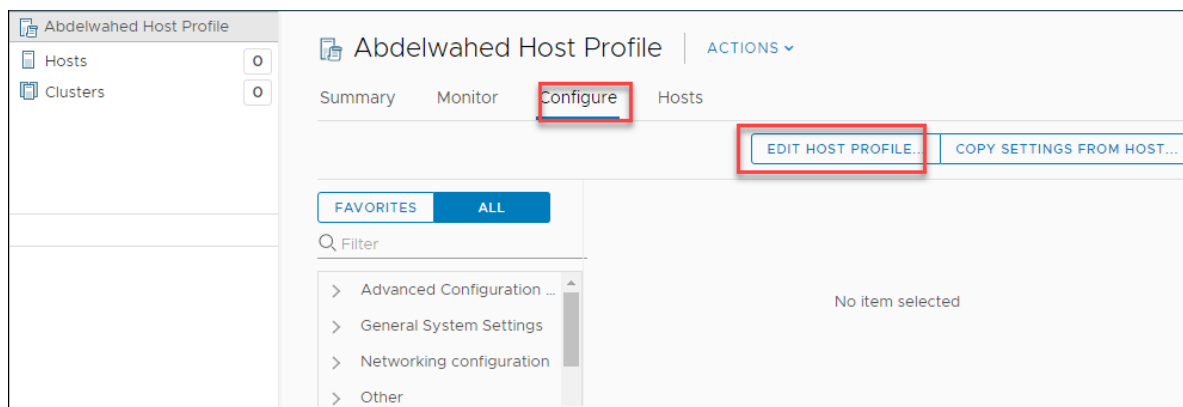 Abdelwahed Host Profile
Hosts 0
Clusters 0
Abdelwahed Host Profile ACTIONS
Summary Monitor Configure Hosts
EDIT HOST PROFILE... COPY SETTINGS FROM HOST...
FAVORITES ALL
Filter
Advanced Configuration ...
General System Settings
Networking configuration
Other
No item selected